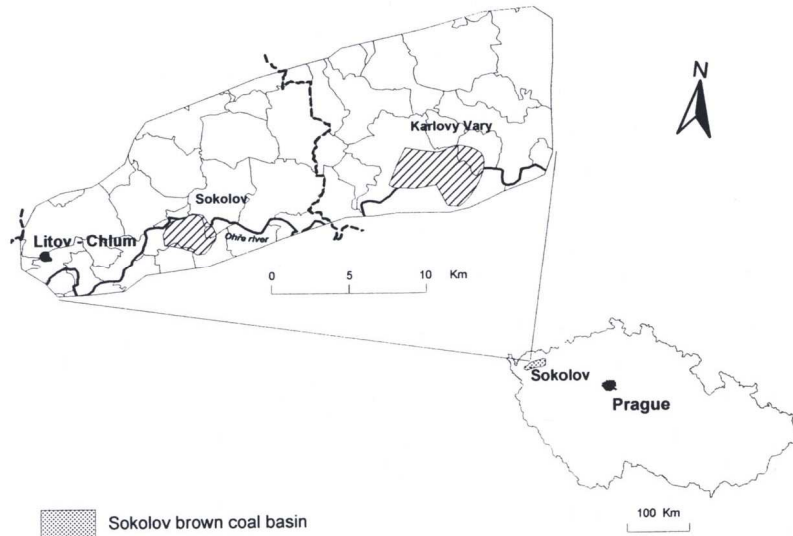 N
Karlovy Vary
Sokolov
Litov - Chlum
Ohře river
0 5 10 Km
Sokolov
Prague
Sokolov brown coal basin
100 Km